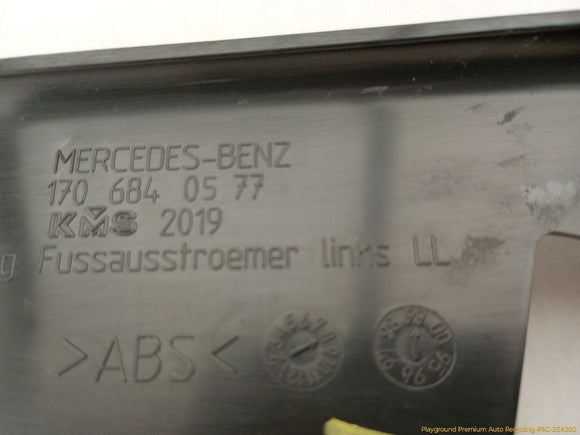 MERCEDES-BENZ
170 684 05 77
KMS 2019
g Fussausstroemer links LL
>ABS<
Playground Premium Auto Recycling-PSC-254303